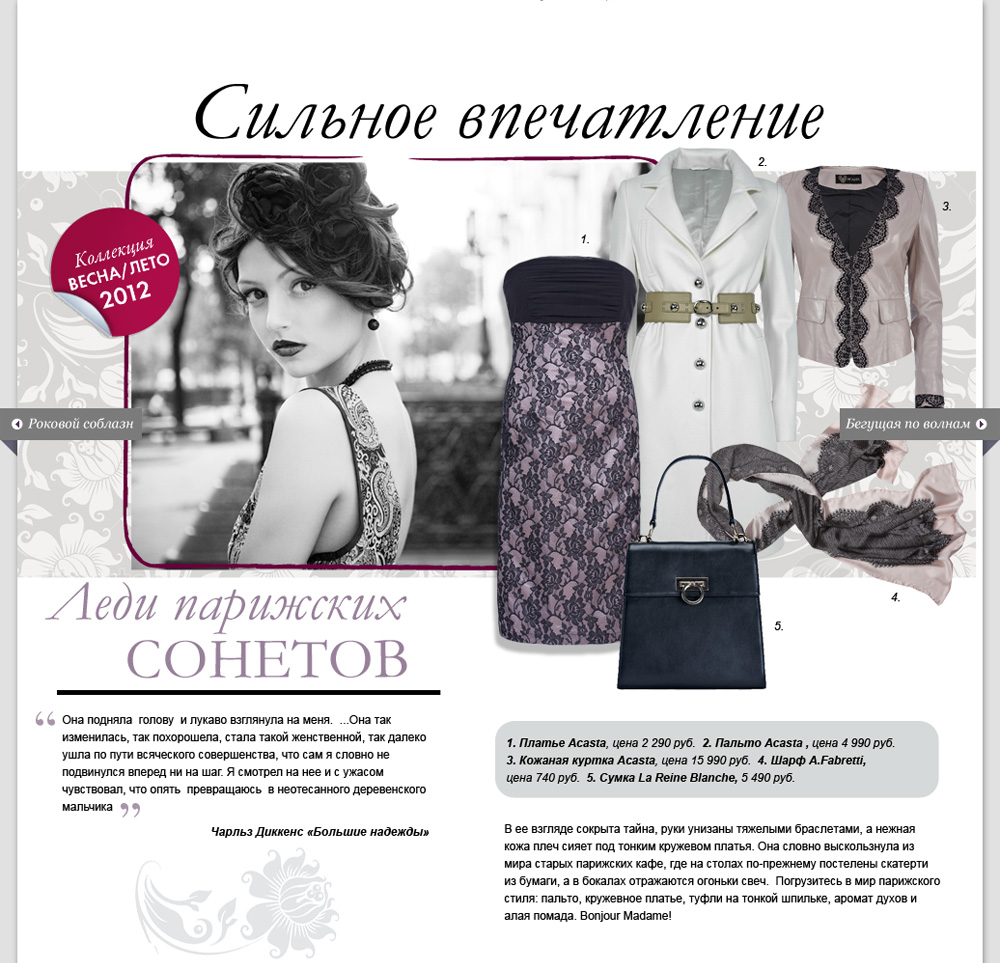 Сильное впечатление
Коллекция
ВЕСНА/ЛЕТО
2012
1.
2.
3.
Роковой соблазн
Бегущая по волнам
4.
5.
Леди парижских
СОНЕТОВ
“ Она подняла голову и лукаво взглянула на меня. ...Она так
изменилась, так похорошела, стала такой женственной, так далеко
ушла по пути всяческого совершенства, что сам я словно не
подвинулся вперед ни на шаг. Я смотрел на нее и с ужасом
чувствовал, что опять превращаюсь в неотесанного деревенского
мальчика ”
Чарльз Диккенс «Большие надежды»
1. Платье Acasta, цена 2 290 руб. 2. Пальто Acasta , цена 4 990 руб.
3. Кожаная куртка Acasta, цена 15 990 руб. 4. Шарф A.Fabretti,
цена 740 руб. 5. Сумка La Reine Blanche, 5 490 руб.
В ее взгляде сокрыта тайна, руки унизаны тяжелыми браслетами, а нежная
кожа плеч сияет под тонким кружевом платья. Она словно выскользнула из
мира старых парижских кафе, где на столах по-прежнему постелены скатерти
из бумаги, а в бокалах отражаются огоньки свеч. Погрузитесь в мир парижского
стиля: пальто, кружевное платье, туфли на тонкой шпильке, аромат духов и
алая помада. Bonjour Madame!